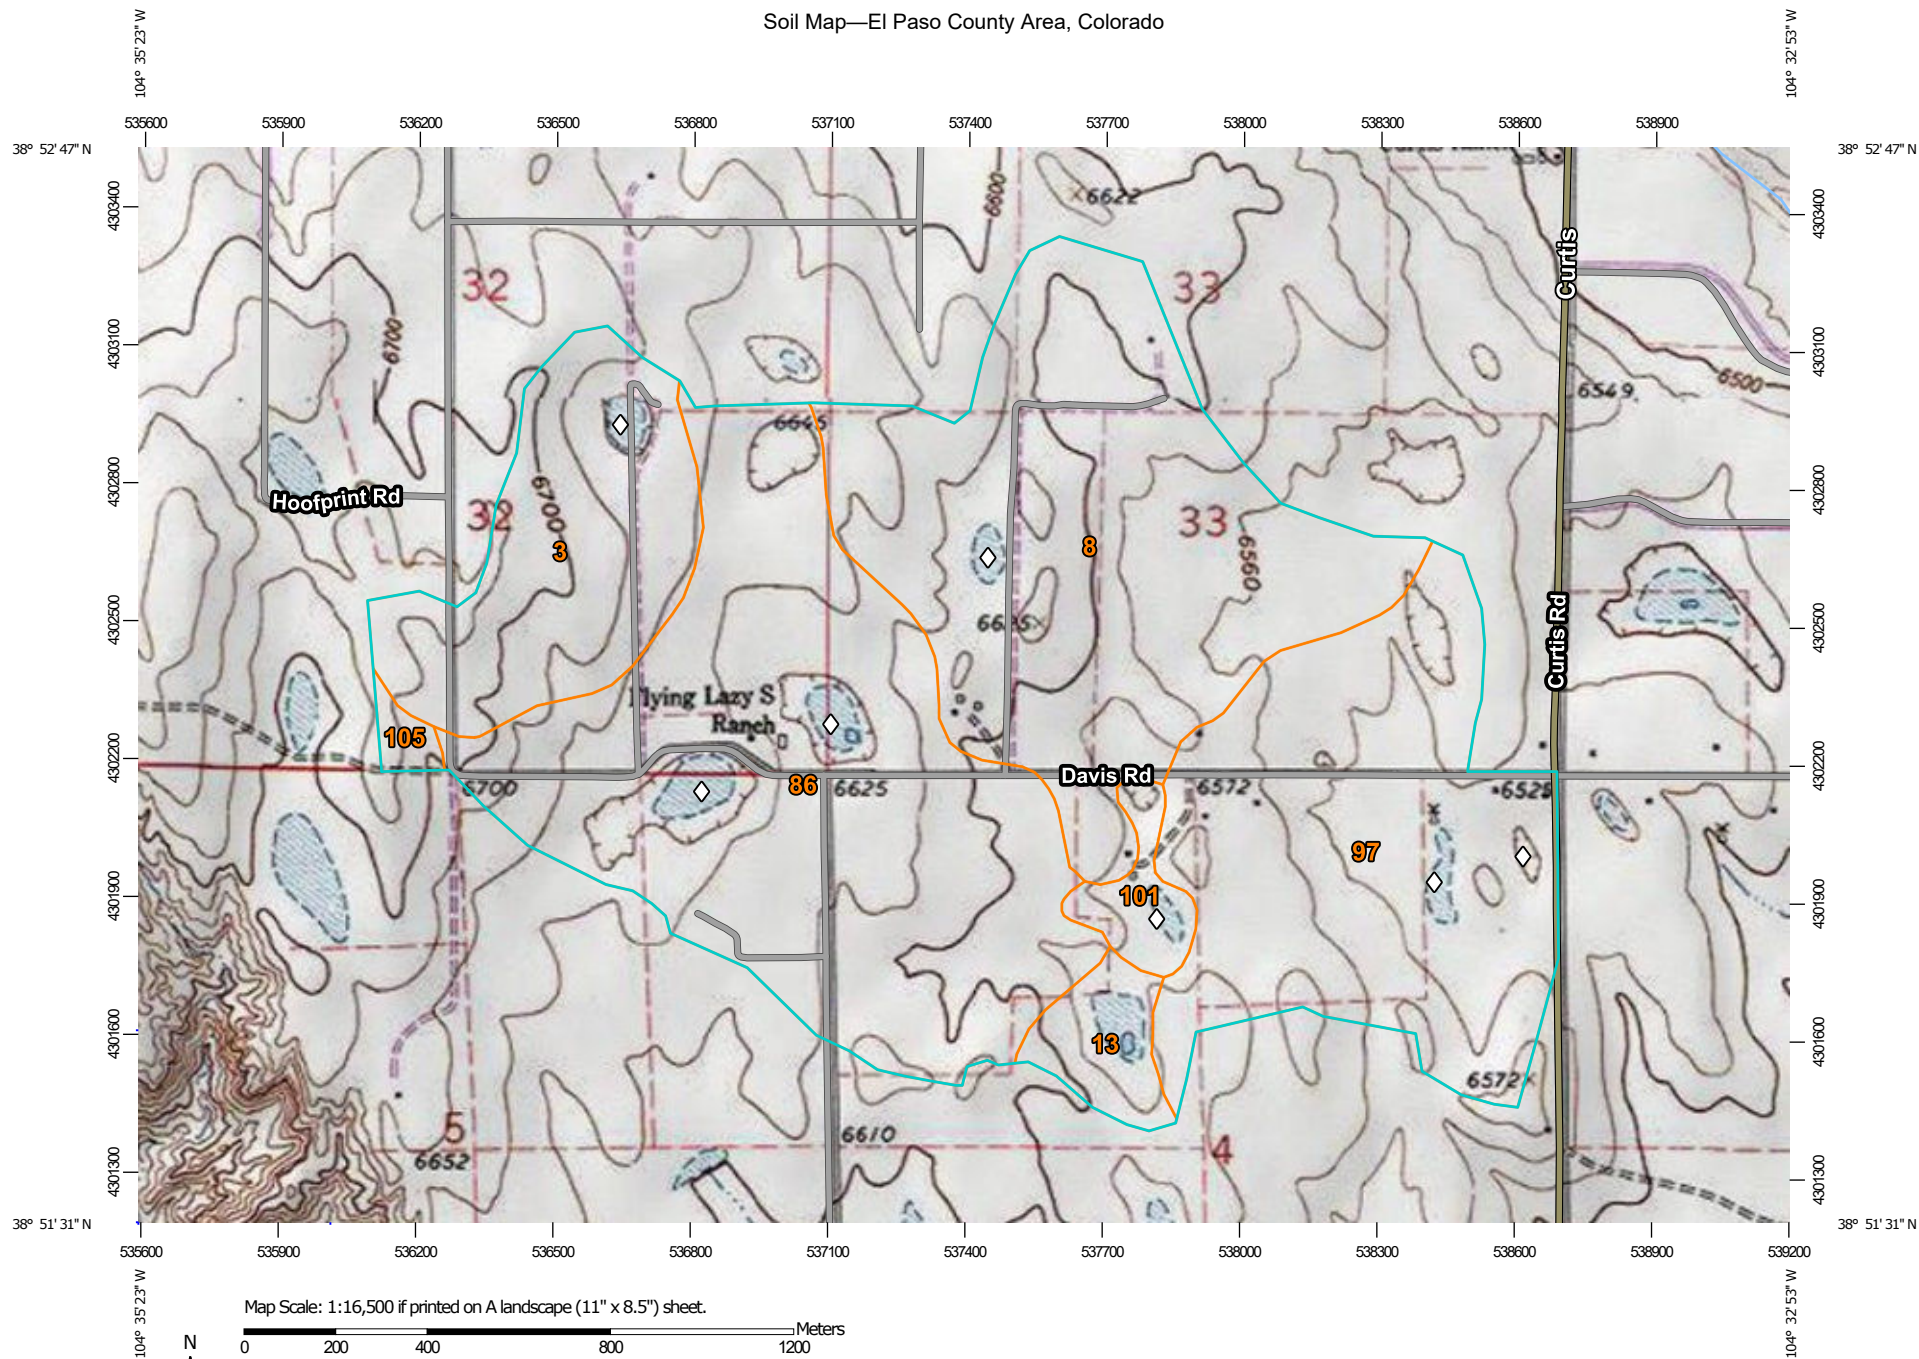 Soil Map—El Paso County Area, Colorado
104° 35' 23" W
104° 32' 53" W
535600 535900 536200 536500 536800 537100 537400 537700 538000 538300 538600 538900
38° 52' 47" N
38° 52' 47" N
4303400
6600
6622
Curtis
4303400
32
33
4303100
6700
4303100
6549
6500
6645
4302800
Hoofprint Rd
32
6700
33
4302800
3
8
6560
4302500
6625
Curtis Rd
4302500
Flying Lazy S
Ranch
105
4302200
Davis Rd
4302200
6700
86
6625
6572
6525
97
4301900
101
4301900
4301600
13
4301600
6572
5
6610
4
6652
4301300
4301300
38° 51' 31" N
38° 51' 31" N
535600 535900 536200 536500 536800 537100 537400 537700 538000 538300 538600 538900 539200
104° 35' 23" W
104° 32' 53" W
Map Scale: 1:16,500 if printed on A landscape (11" x 8.5") sheet.
Meters
N
0 200 400 800 1200